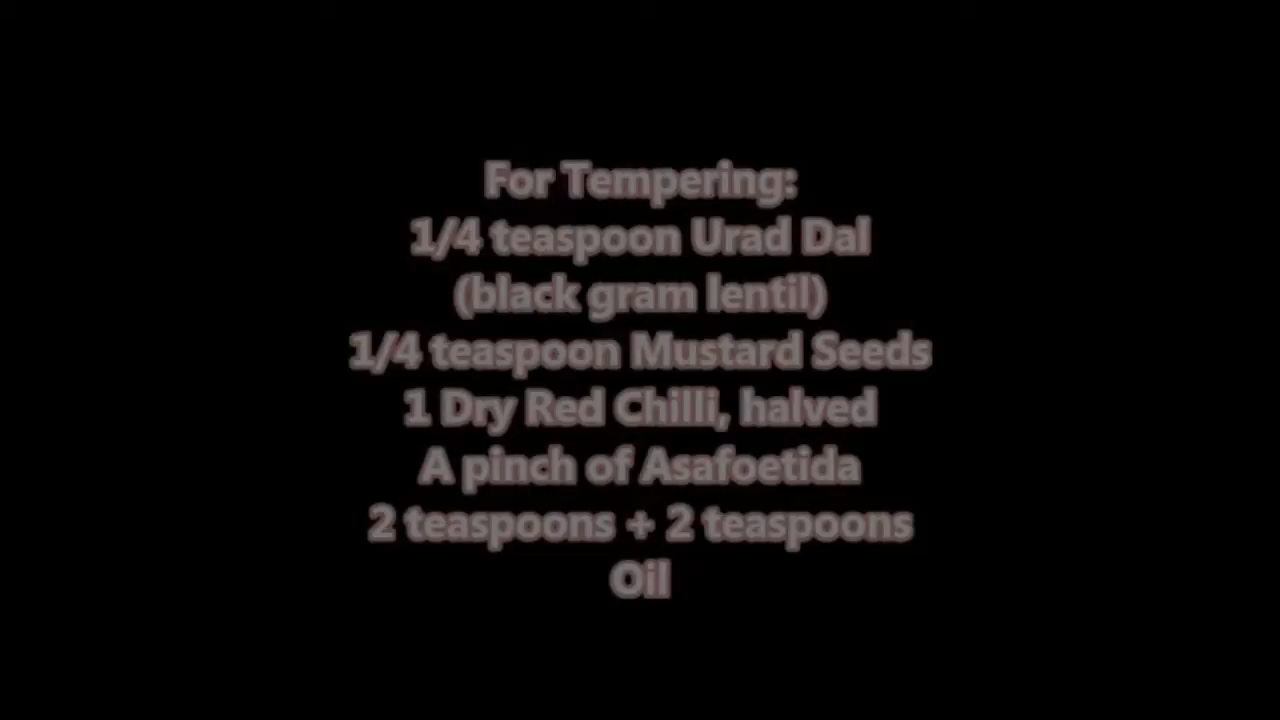 For Tempering:
1/4 teaspoon Urad Dal
(black gram lentil)
1/4 teaspoon Mustard Seeds
1 Dry Red Chilli, halved
A pinch of Asafoetida
2 teaspoons + 2 teaspoons
Oil